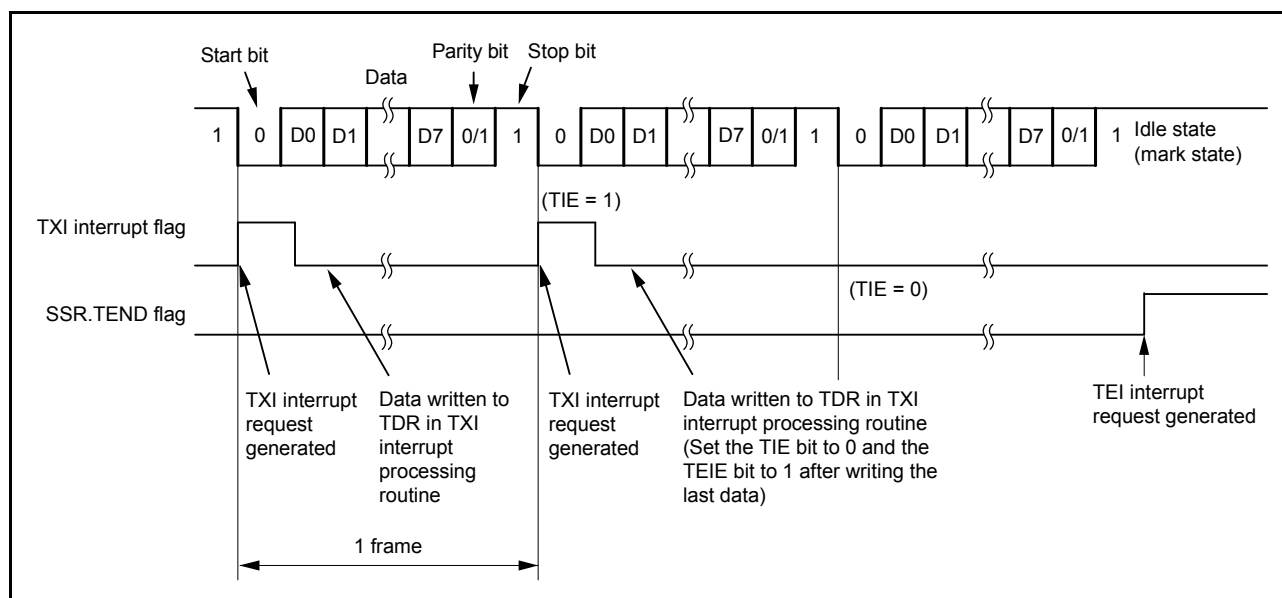 Start bit
Data
Parity bit
Stop bit
1 0 D0 D1 D7 0/1 1 0 D0 D1 D7 0/1 1 0 D0 D1 D7 0/1 1
Idle state
(mark state)
(TIE = 1)
TXI interrupt flag
(TIE = 0)
SSR.TEND flag
TXI interrupt
request
generated
Data written to
TDR in TXI
interrupt
processing
routine
TXI interrupt
request
generated
Data written to TDR in TXI
interrupt processing routine
(Set the TIE bit to 0 and the
TEIE bit to 1 after writing the
last data)
TEI interrupt
request generated
1 frame